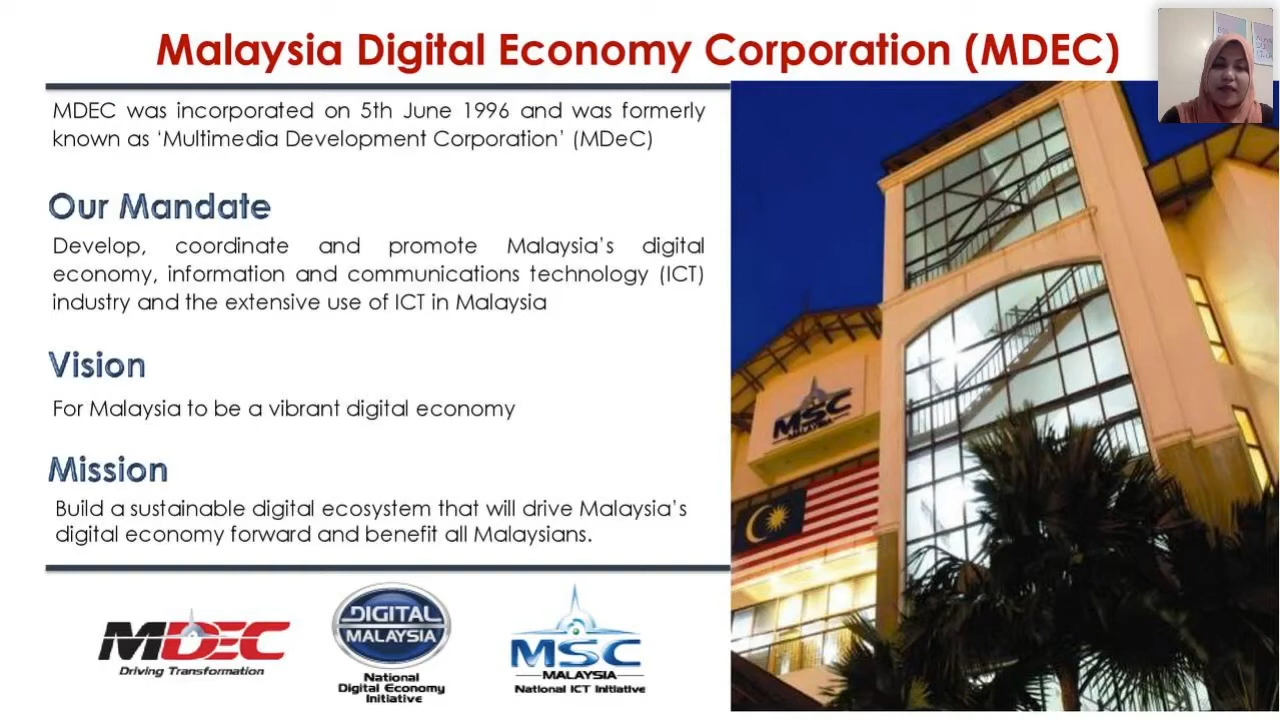 Malaysia Digital Economy Corporation (MDEC)
MDEC was incorporated on 5th June 1996 and was formerly
known as ‘Multimedia Development Corporation’ (MDeC)
Our Mandate
Develop, coordinate and promote Malaysia’s digital
economy, information and communications technology (ICT)
industry and the extensive use of ICT in Malaysia
Vision
For Malaysia to be a vibrant digital economy
Mission
Build a sustainable digital ecosystem that will drive Malaysia’s
digital economy forward and benefit all Malaysians.
MDEC
Driving Transformation
DIGITAL
MALAYSIA
National
Digital Economy
Initiative
MSC
MALAYSIA
National ICT Initiative
MSC
MALAYSIA